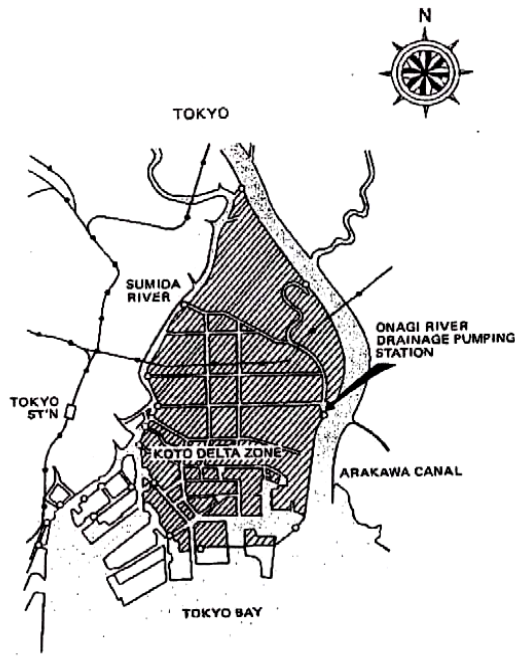 N
TOKYO
SUMIDA
RIVER
ONAGI RIVER
DRAINAGE PUMPING
STATION
TOKYO
ST'N
KOTO DELTA ZONE
ARAKAWA CANAL
TOKYO BAY